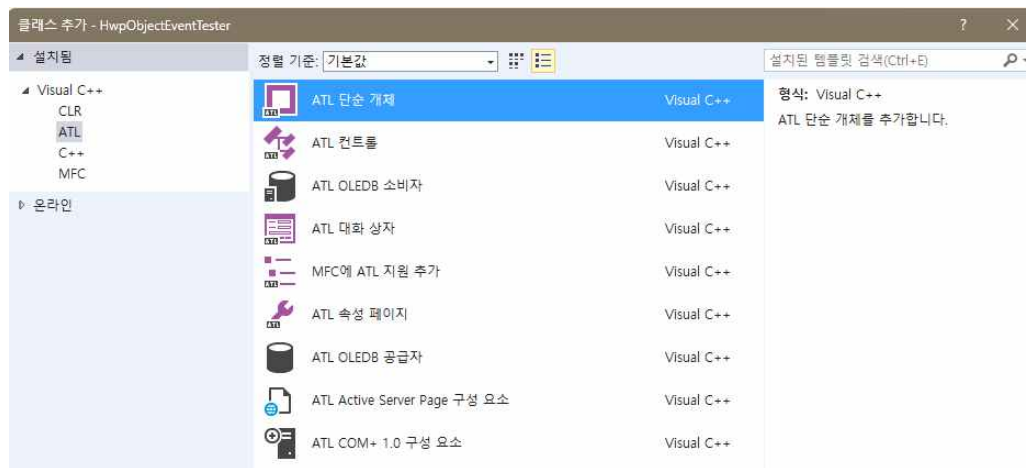 클래스 추가 - HwpObjectEventTester
설치됨
Visual C++
CLR
ATL
C++
MFC
온라인
정렬 기준: 기본값
ATL 단순 개체 Visual C++
ATL 컨트롤 Visual C++
ATL OLEDB 소비자 Visual C++
ATL 대화 상자 Visual C++
MFC에 ATL 지원 추가 Visual C++
ATL 속성 페이지 Visual C++
ATL OLEDB 공급자 Visual C++
ATL Active Server Page 구성 요소 Visual C++
ATL COM+ 1.0 구성 요소 Visual C++
설치된 템플릿 검색(Ctrl+E)
형식: Visual C++
ATL 단순 개체를 추가합니다.